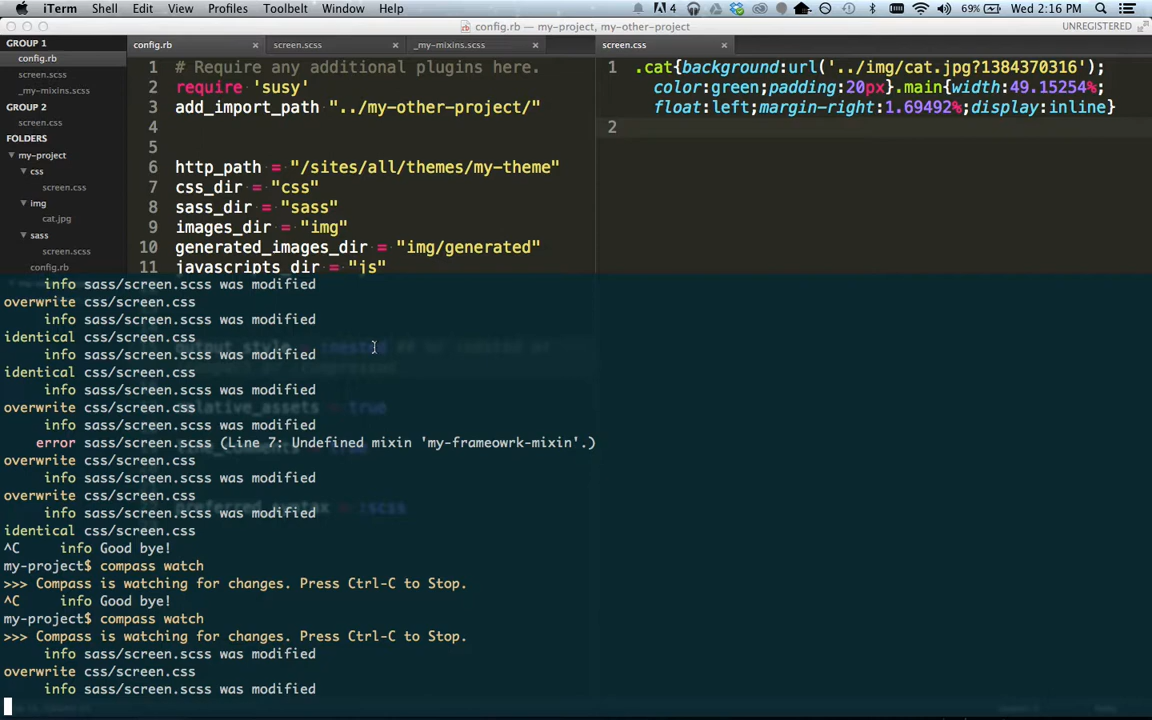 iTerm Shell Edit View Profiles Toolbelt Window Help
4 69% Wed 2:16 PM
config.rb — my-project, my-other-project
UNREGISTERED
GROUP 1
config.rb
screen.scss
_my-mixins.scss
GROUP 2
screen.css
FOLDERS
my-project
css
screen.css
img
cat.jpg
sass
screen.scss
config.rb
config.rb screen.scss _my-mixins.scss
1 # Require any additional plugins here.
2 require 'susy'
3 add_import_path "../my-other-project/"
4
5
6 http_path = "/sites/all/themes/my-theme"
7 css_dir = "css"
8 sass_dir = "sass"
9 images_dir = "img"
10 generated_images_dir = "img/generated"
11 javascripts_dir = "js"
screen.css
1 .cat{background:url('../img/cat.jpg?1384370316');
color:green;padding:20px}.main{width:49.15254%;
float:left;margin-right:1.69492%;display:inline}
2
info sass/screen.scss was modified
overwrite css/screen.css
info sass/screen.scss was modified
identical css/screen.css
info sass/screen.scss was modified
identical css/screen.css
info sass/screen.scss was modified
overwrite css/screen.css
info sass/screen.scss was modified
error sass/screen.scss (Line 7: Undefined mixin 'my-frameowrk-mixin'.)
overwrite css/screen.css
info sass/screen.scss was modified
overwrite css/screen.css
info sass/screen.scss was modified
identical css/screen.css
^C info Good bye!
my-project$ compass watch
>>> Compass is watching for changes. Press Ctrl-C to Stop.
^C info Good bye!
my-project$ compass watch
>>> Compass is watching for changes. Press Ctrl-C to Stop.
info sass/screen.scss was modified
overwrite css/screen.css
info sass/screen.scss was modified
output_style = :nested
relative_assets = true
line_comments = true
preferred_syntax = :scss